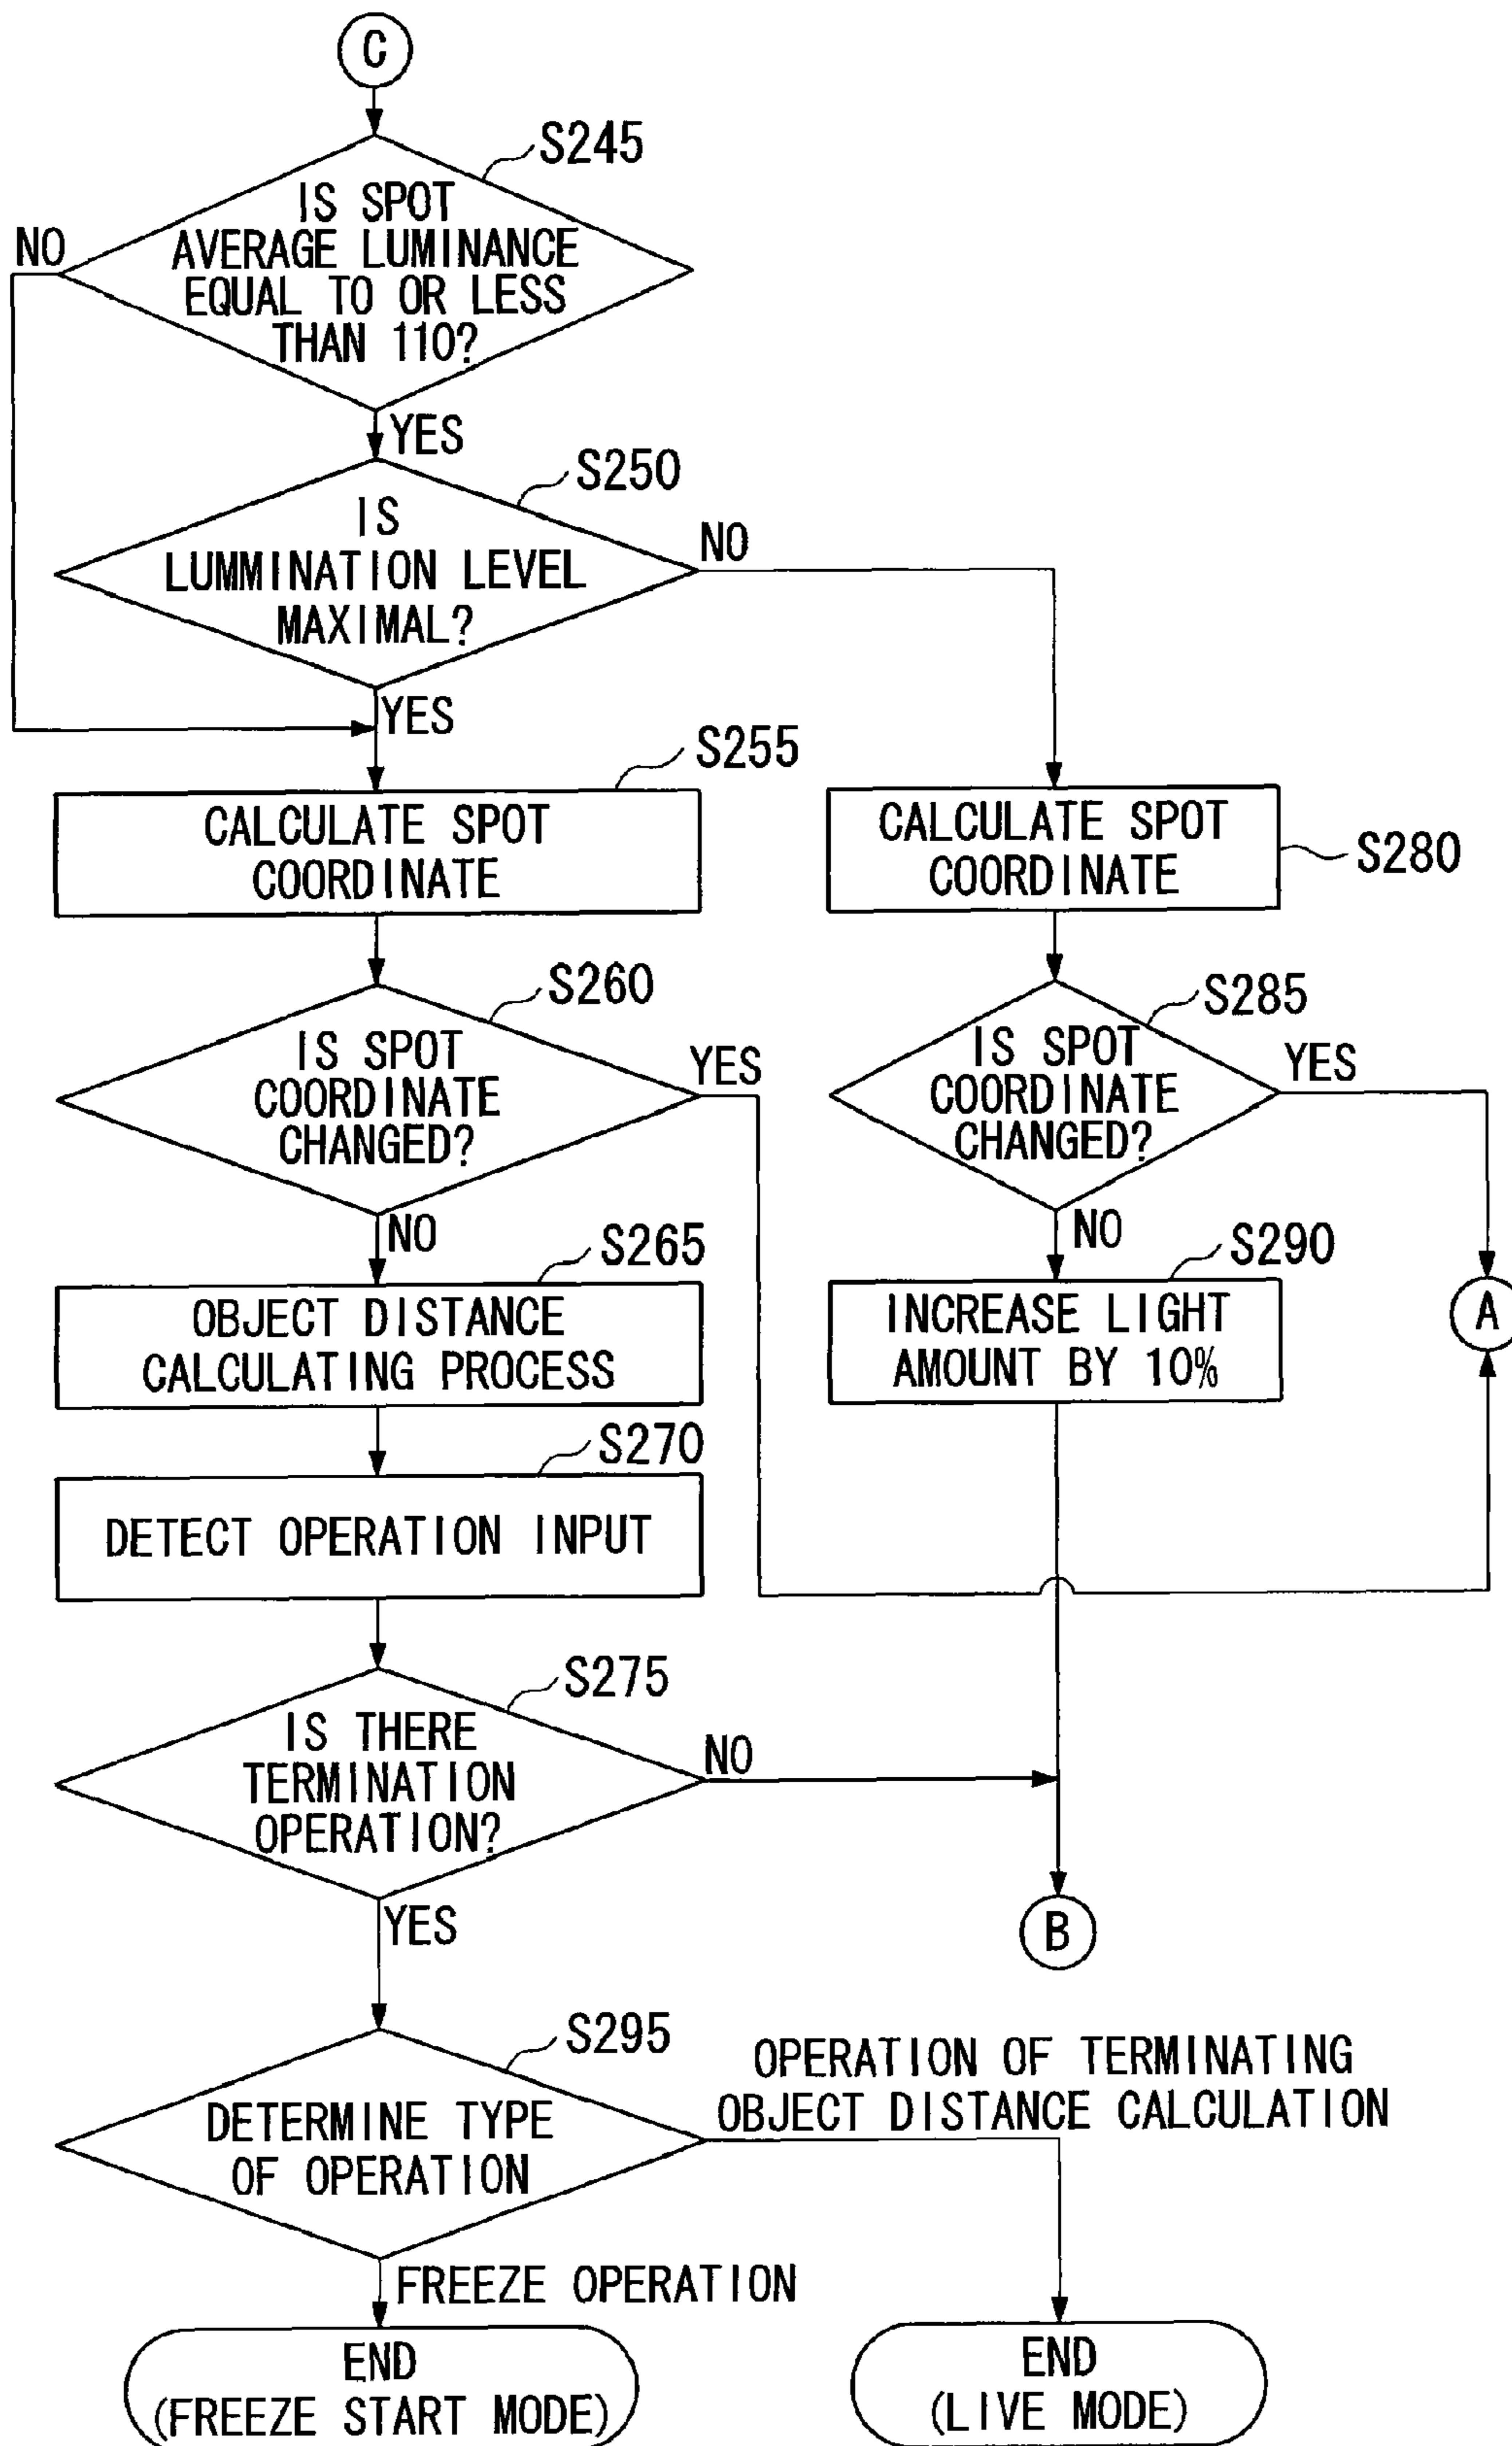 C
S245
IS SPOT
AVERAGE LUMINANCE
EQUAL TO OR LESS
THAN 110?
NO
YES
S250
IS
LUMMINATION LEVEL
MAXIMAL?
NO
YES
S255
CALCULATE SPOT
COORDINATE
CALCULATE SPOT
COORDINATE
S280
S260
IS SPOT
COORDINATE
CHANGED?
YES
S285
IS SPOT
COORDINATE
CHANGED?
YES
NO
S265
OBJECT DISTANCE
CALCULATING PROCESS
NO
S290
INCREASE LIGHT
AMOUNT BY 10%
A
S270
DETECT OPERATION INPUT
S275
IS THERE
TERMINATION
OPERATION?
NO
YES
B
S295
DETERMINE TYPE
OF OPERATION
OPERATION OF TERMINATING
OBJECT DISTANCE CALCULATION
FREEZE OPERATION
END
(FREEZE START MODE)
END
(LIVE MODE)